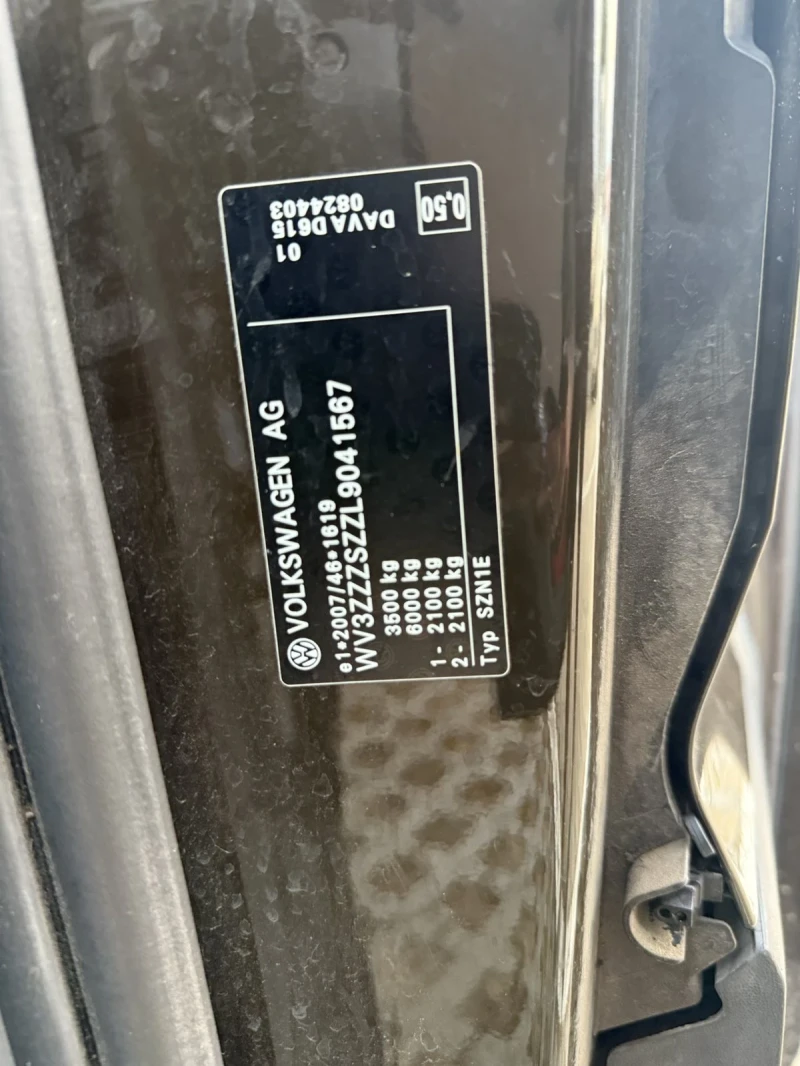 VOLKSWAGEN AG
e1*2007/46*1619
WV3ZZZSZZL9041567
3500 kg
6000 kg
1- 2100 kg
2- 2100 kg
Typ SZN1E
01
DAVA D615
0824403
0,50